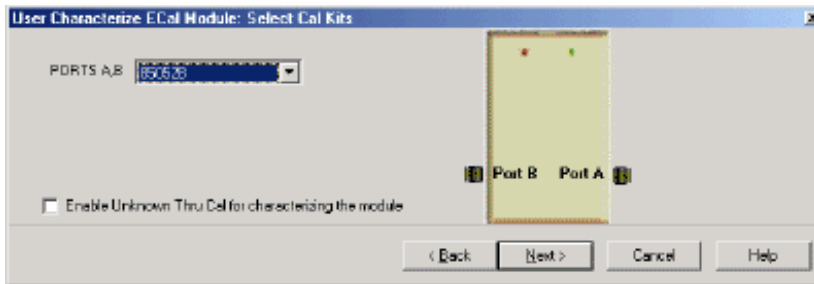 User Characterize ECal Module: Select Cal Kits
PORTS A,B
85052B
Port B
Port A
Enable Unknown Thru Cal for characterizing the module
< Back
Next >
Cancel
Help